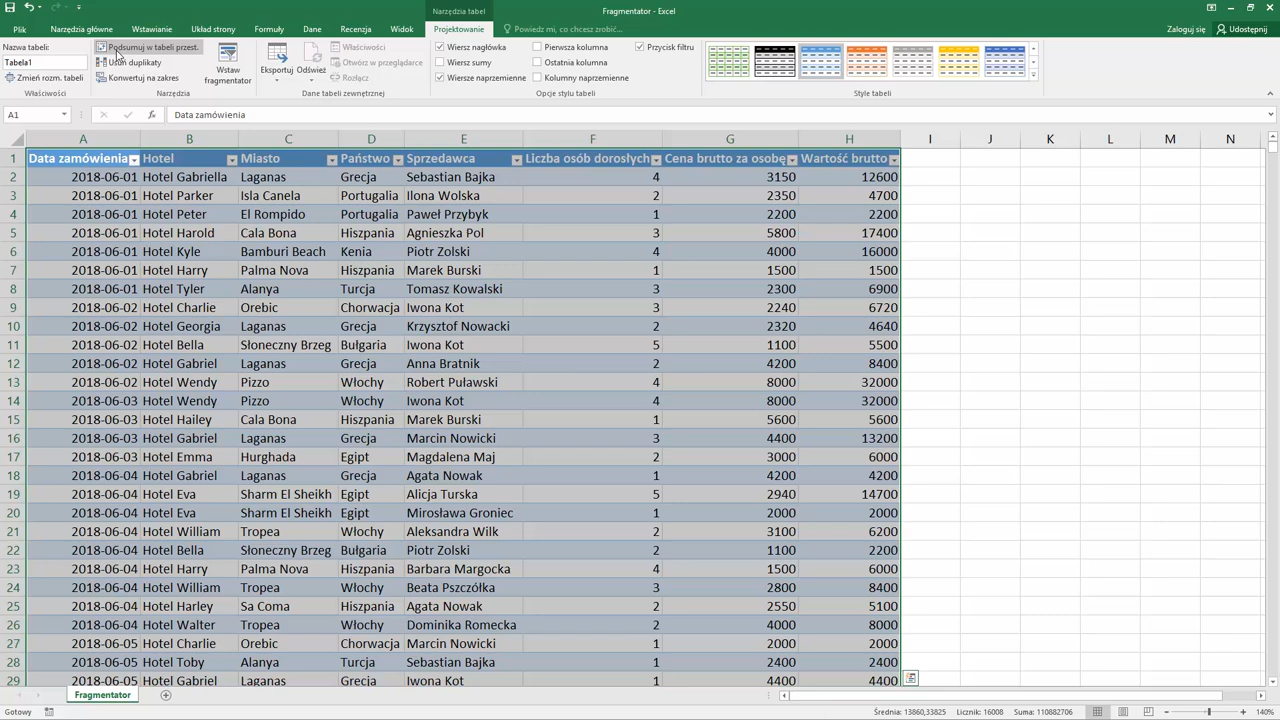 Narzędzia tabel
Fragmentator - Excel
Plik Narzędzia główne Wstawianie Układ strony Formuły Dane Recenzja Widok Projektowanie Powiedz mi, co chcesz zrobić... Zaloguj się Udostępnij
Nazwa tabeli:
Zmień rozm. tabeli
Właściwości
Podsumuj w tabeli przest.
Usuń duplikaty
Konwertuj na zakres
Wstaw fragmentator
Narzędzia
Eksportuj Odśwież
Właściwości
Otwórz w przeglądarce
Rozłącz
Dane tabeli zewnętrznej
Wiersz nagłówka Pierwsza kolumna Przycisk filtru
Wiersz sumy Ostatnia kolumna
Wiersze naprzemienne Kolumny naprzemienne
Opcje stylu tabeli
Style tabeli
A1 Data zamówienia
A B C D E F G H I J K L M N
1 Data zamówienia Hotel Miasto Państwo Sprzedawca Liczba osób dorosłych Cena brutto za osobę Wartość brutto
2 2018-06-01 Hotel Gabriella Laganas Grecja Sebastian Bajka 4 3150 12600
3 2018-06-01 Hotel Parker Isla Canela Portugalia Ilona Wolska 2 2350 4700
4 2018-06-01 Hotel Peter El Rompido Portugalia Paweł Przybyk 1 2200 2200
5 2018-06-01 Hotel Harold Cala Bona Hiszpania Agnieszka Pol 3 5800 17400
6 2018-06-01 Hotel Kyle Bamburi Beach Kenia Piotr Zolski 4 4000 16000
7 2018-06-01 Hotel Harry Palma Nova Hiszpania Marek Burski 1 1500 1500
8 2018-06-01 Hotel Tyler Alanya Turcja Tomasz Kowalski 3 2300 6900
9 2018-06-02 Hotel Charlie Orebic Chorwacja Iwona Kot 3 2240 6720
10 2018-06-02 Hotel Georgia Laganas Grecja Krzysztof Nowacki 2 2320 4640
11 2018-06-02 Hotel Bella Słoneczny Brzeg Bułgaria Iwona Kot 5 1100 5500
12 2018-06-02 Hotel Gabriel Laganas Grecja Anna Bratnik 2 4200 8400
13 2018-06-02 Hotel Wendy Pizzo Włochy Robert Puławski 4 8000 32000
14 2018-06-02 Hotel Wendy Pizzo Włochy Iwona Kot 4 8000 32000
15 2018-06-03 Hotel Hailey Cala Bona Hiszpania Marek Burski 1 5600 5600
16 2018-06-03 Hotel Gabriel Laganas Grecja Marcin Nowicki 3 4400 13200
17 2018-06-03 Hotel Emma Hurghada Egipt Magdalena Maj 2 3000 6000
18 2018-06-04 Hotel Gabriel Laganas Grecja Agata Nowak 1 4200 4200
19 2018-06-04 Hotel Eva Sharm El Sheikh Egipt Alicja Turska 5 2940 14700
20 2018-06-04 Hotel Eva Sharm El Sheikh Egipt Mirosława Groniec 1 2000 2000
21 2018-06-04 Hotel William Tropea Włochy Aleksandra Wilk 2 3100 6200
22 2018-06-04 Hotel Bella Słoneczny Brzeg Bułgaria Piotr Zolski 2 1100 2200
23 2018-06-04 Hotel Harry Palma Nova Hiszpania Barbara Margocka 4 1500 6000
24 2018-06-04 Hotel William Tropea Włochy Beata Pszczółka 3 2800 8400
25 2018-06-04 Hotel Harley Sa Coma Hiszpania Agata Nowak 2 2550 5100
26 2018-06-04 Hotel Walter Tropea Włochy Dominika Romecka 2 4000 8000
27 2018-06-05 Hotel Charlie Orebic Chorwacja Marcin Nowicki 1 2000 2000
28 2018-06-05 Hotel Toby Alanya Turcja Sebastian Bajka 1 2400 2400
29 2018-06-05 Hotel Gabriel Laganas Grecja Iwona Kot 1 4400 4400
Fragmentator
Gotowy Średnia: 13860,33825 Licznik: 16008 Suma: 110882706 140%